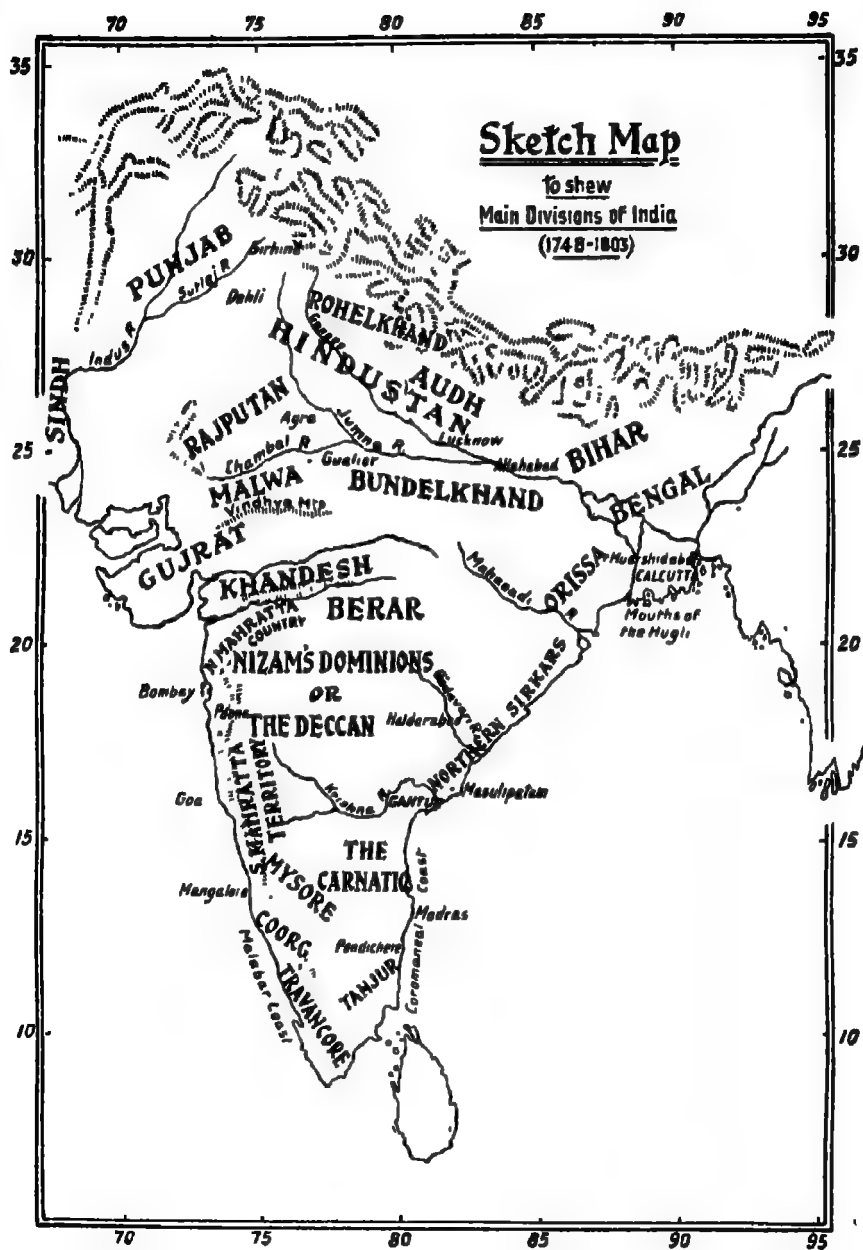 70 75 80 85 90 95
35 35
Sketch Map
To shew
Main Divisions of India
(1748-1803)
30 30
PUNJAB
Sirhind
Sutlej R
Dehli
Indus R
ROHELKHAND
HINDUSTAN
AUDH
SINDH
RAJPUTAN
Agra
Jumna R.
Lucknow
25 25
Chambal R
Gualier
Allahabad
BIHAR
MALWA
BUNDELKHAND
BENGAL
Vindhya Mts
GUJRAT
KHANDESH
ORISSA
Muershidabad
CALCUTTA
Mouths of
the Hugli
BERAR
20 20
N MAHRATTA
COUNTRY
NIZAM'S DOMINIONS
OR
THE DECCAN
Bombay
Poona
Haiderabad
Godavari R
NORTHERN SIRKARS
S. MAHRATTA
TERRITORY
Goa
Krishna R
GANTUR
Masulipatam
15 15
THE
CARNATIC
MYSORE
Mangalore
Madras
Coromandel Coast
COORG.
Pondichere
TANJUR
Malabar Coast
TRAVANCORE
10 10
70 75 80 85 90 95